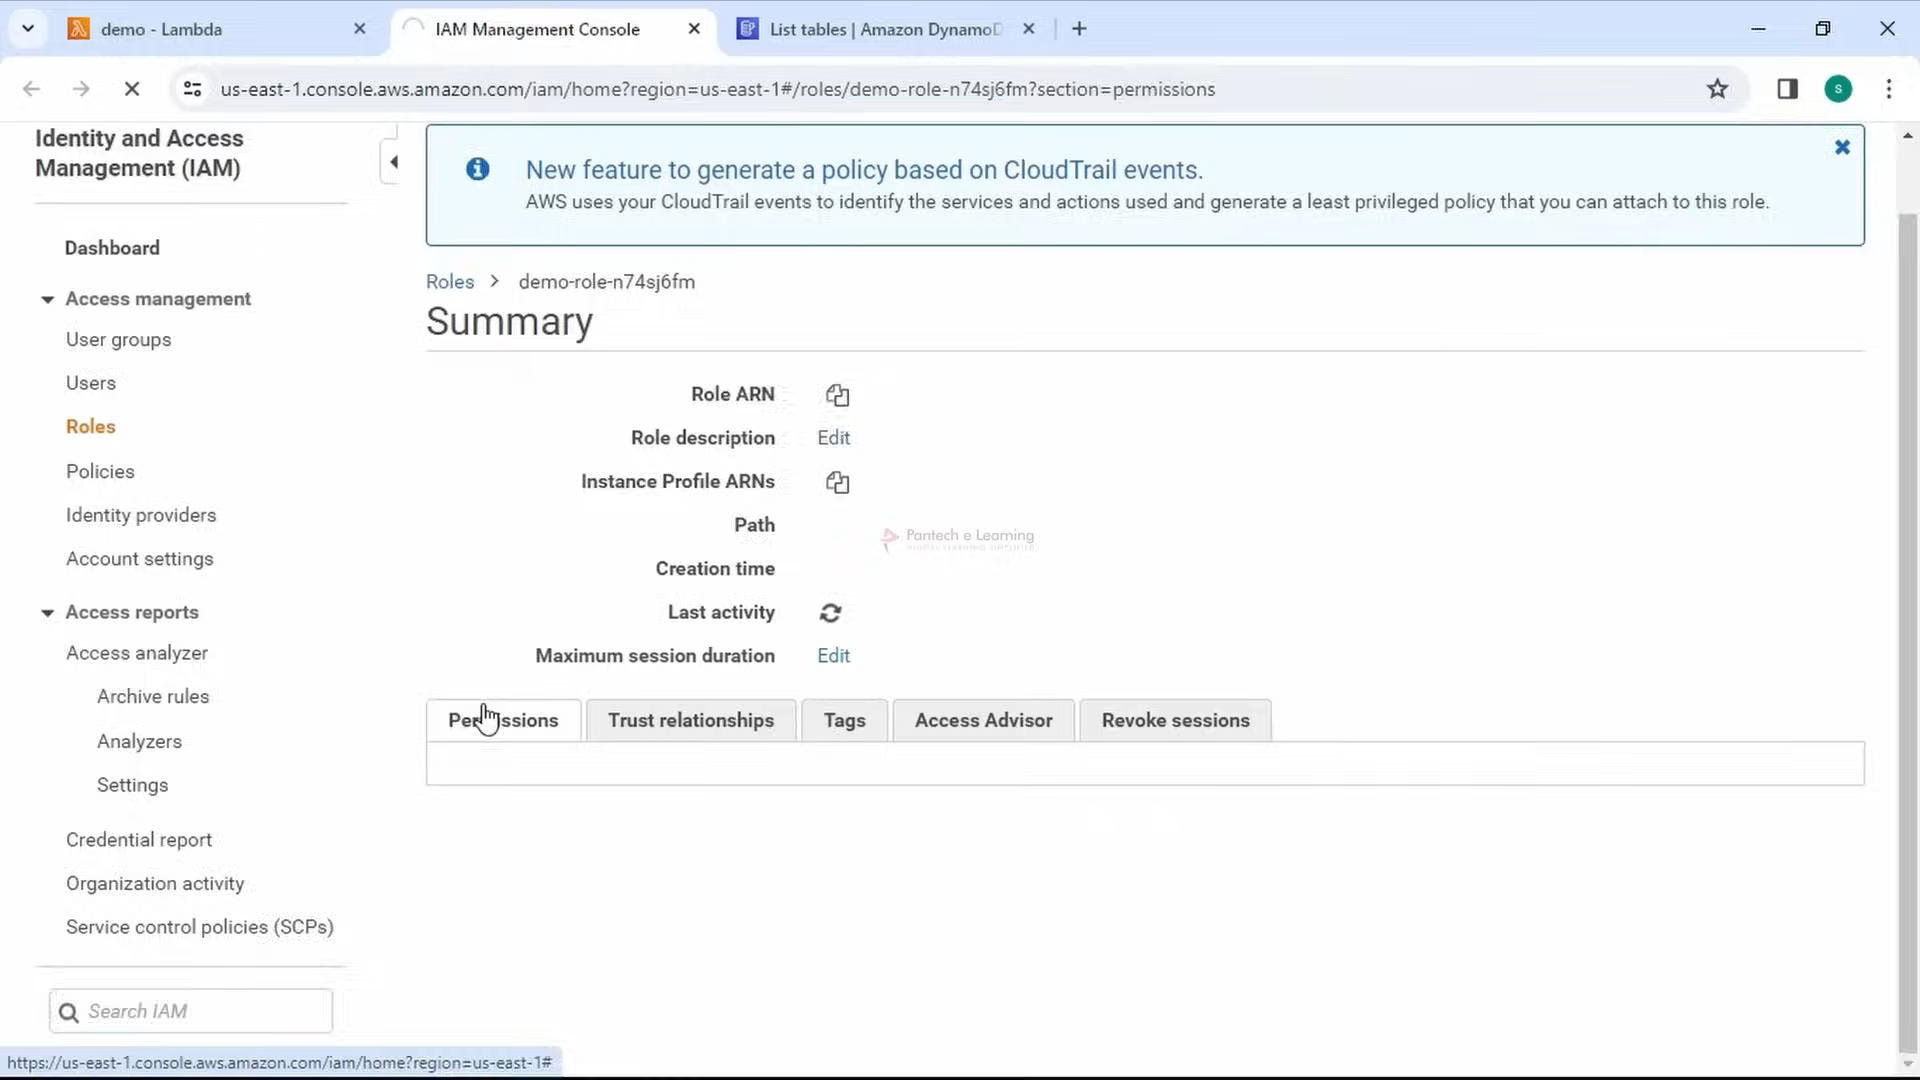 demo - Lambda
IAM Management Console
List tables | Amazon DynamoD
us-east-1.console.aws.amazon.com/iam/home?region=us-east-1#/roles/demo-role-n74sj6fm?section=permissions
S
Identity and Access
Management (IAM)
Dashboard
Access management
User groups
Users
Roles
Policies
Identity providers
Account settings
Access reports
Access analyzer
Archive rules
Analyzers
Settings
Credential report
Organization activity
Service control policies (SCPs)
Search IAM
New feature to generate a policy based on CloudTrail events.
AWS uses your CloudTrail events to identify the services and actions used and generate a least privileged policy that you can attach to this role.
Roles > demo-role-n74sj6fm
Summary
Role ARN
Role description Edit
Instance Profile ARNs
Path
Pantech e Learning
Creation time
Last activity
Maximum session duration Edit
Permissions Trust relationships Tags Access Advisor Revoke sessions
https://us-east-1.console.aws.amazon.com/iam/home?region=us-east-1#